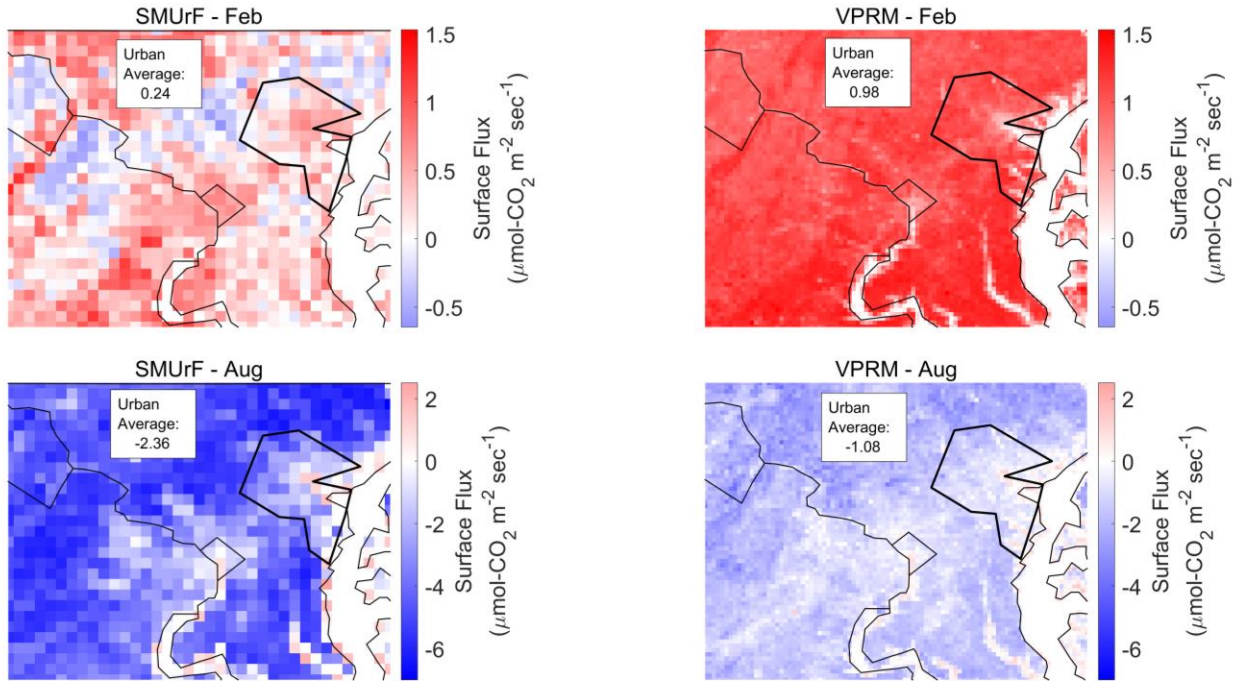 SMUrF - Feb
Urban
Average:
0.24
1.5
1
0.5
0
-0.5
Surface Flux
(μmol-CO₂ m⁻² sec⁻¹)
VPRM - Feb
Urban
Average:
0.98
1.5
1
0.5
0
-0.5
Surface Flux
(μmol-CO₂ m⁻² sec⁻¹)
SMUrF - Aug
Urban
Average:
-2.36
2
0
-2
-4
-6
Surface Flux
(μmol-CO₂ m⁻² sec⁻¹)
VPRM - Aug
Urban
Average:
-1.08
2
0
-2
-4
-6
Surface Flux
(μmol-CO₂ m⁻² sec⁻¹)